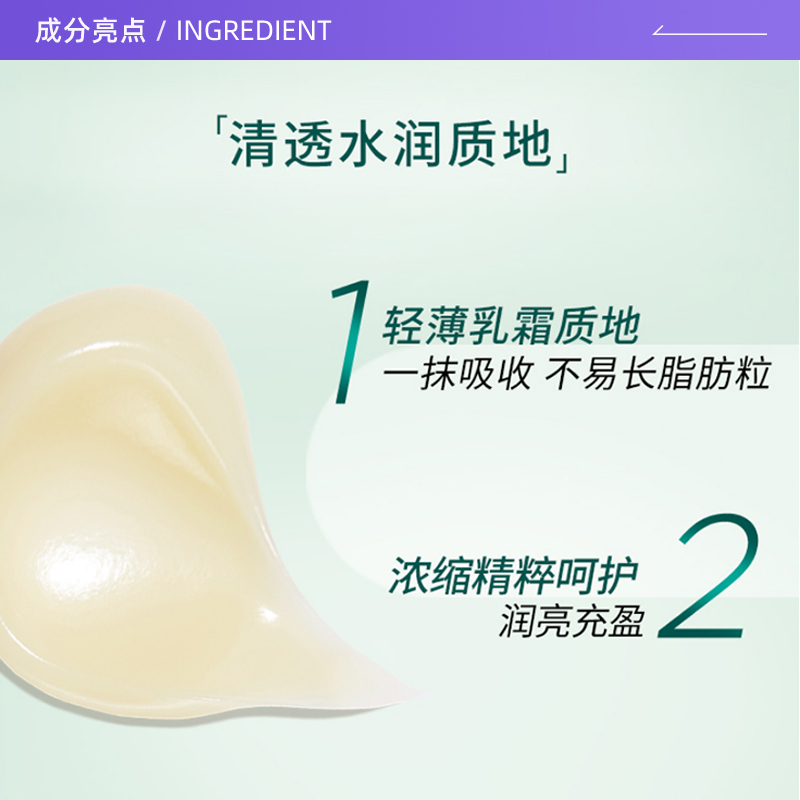 成分亮点 / INGREDIENT
「清透水润质地」
1 轻薄乳霜质地
一抹吸收 不易长脂肪粒
浓缩精粹呵护 2
润亮充盈